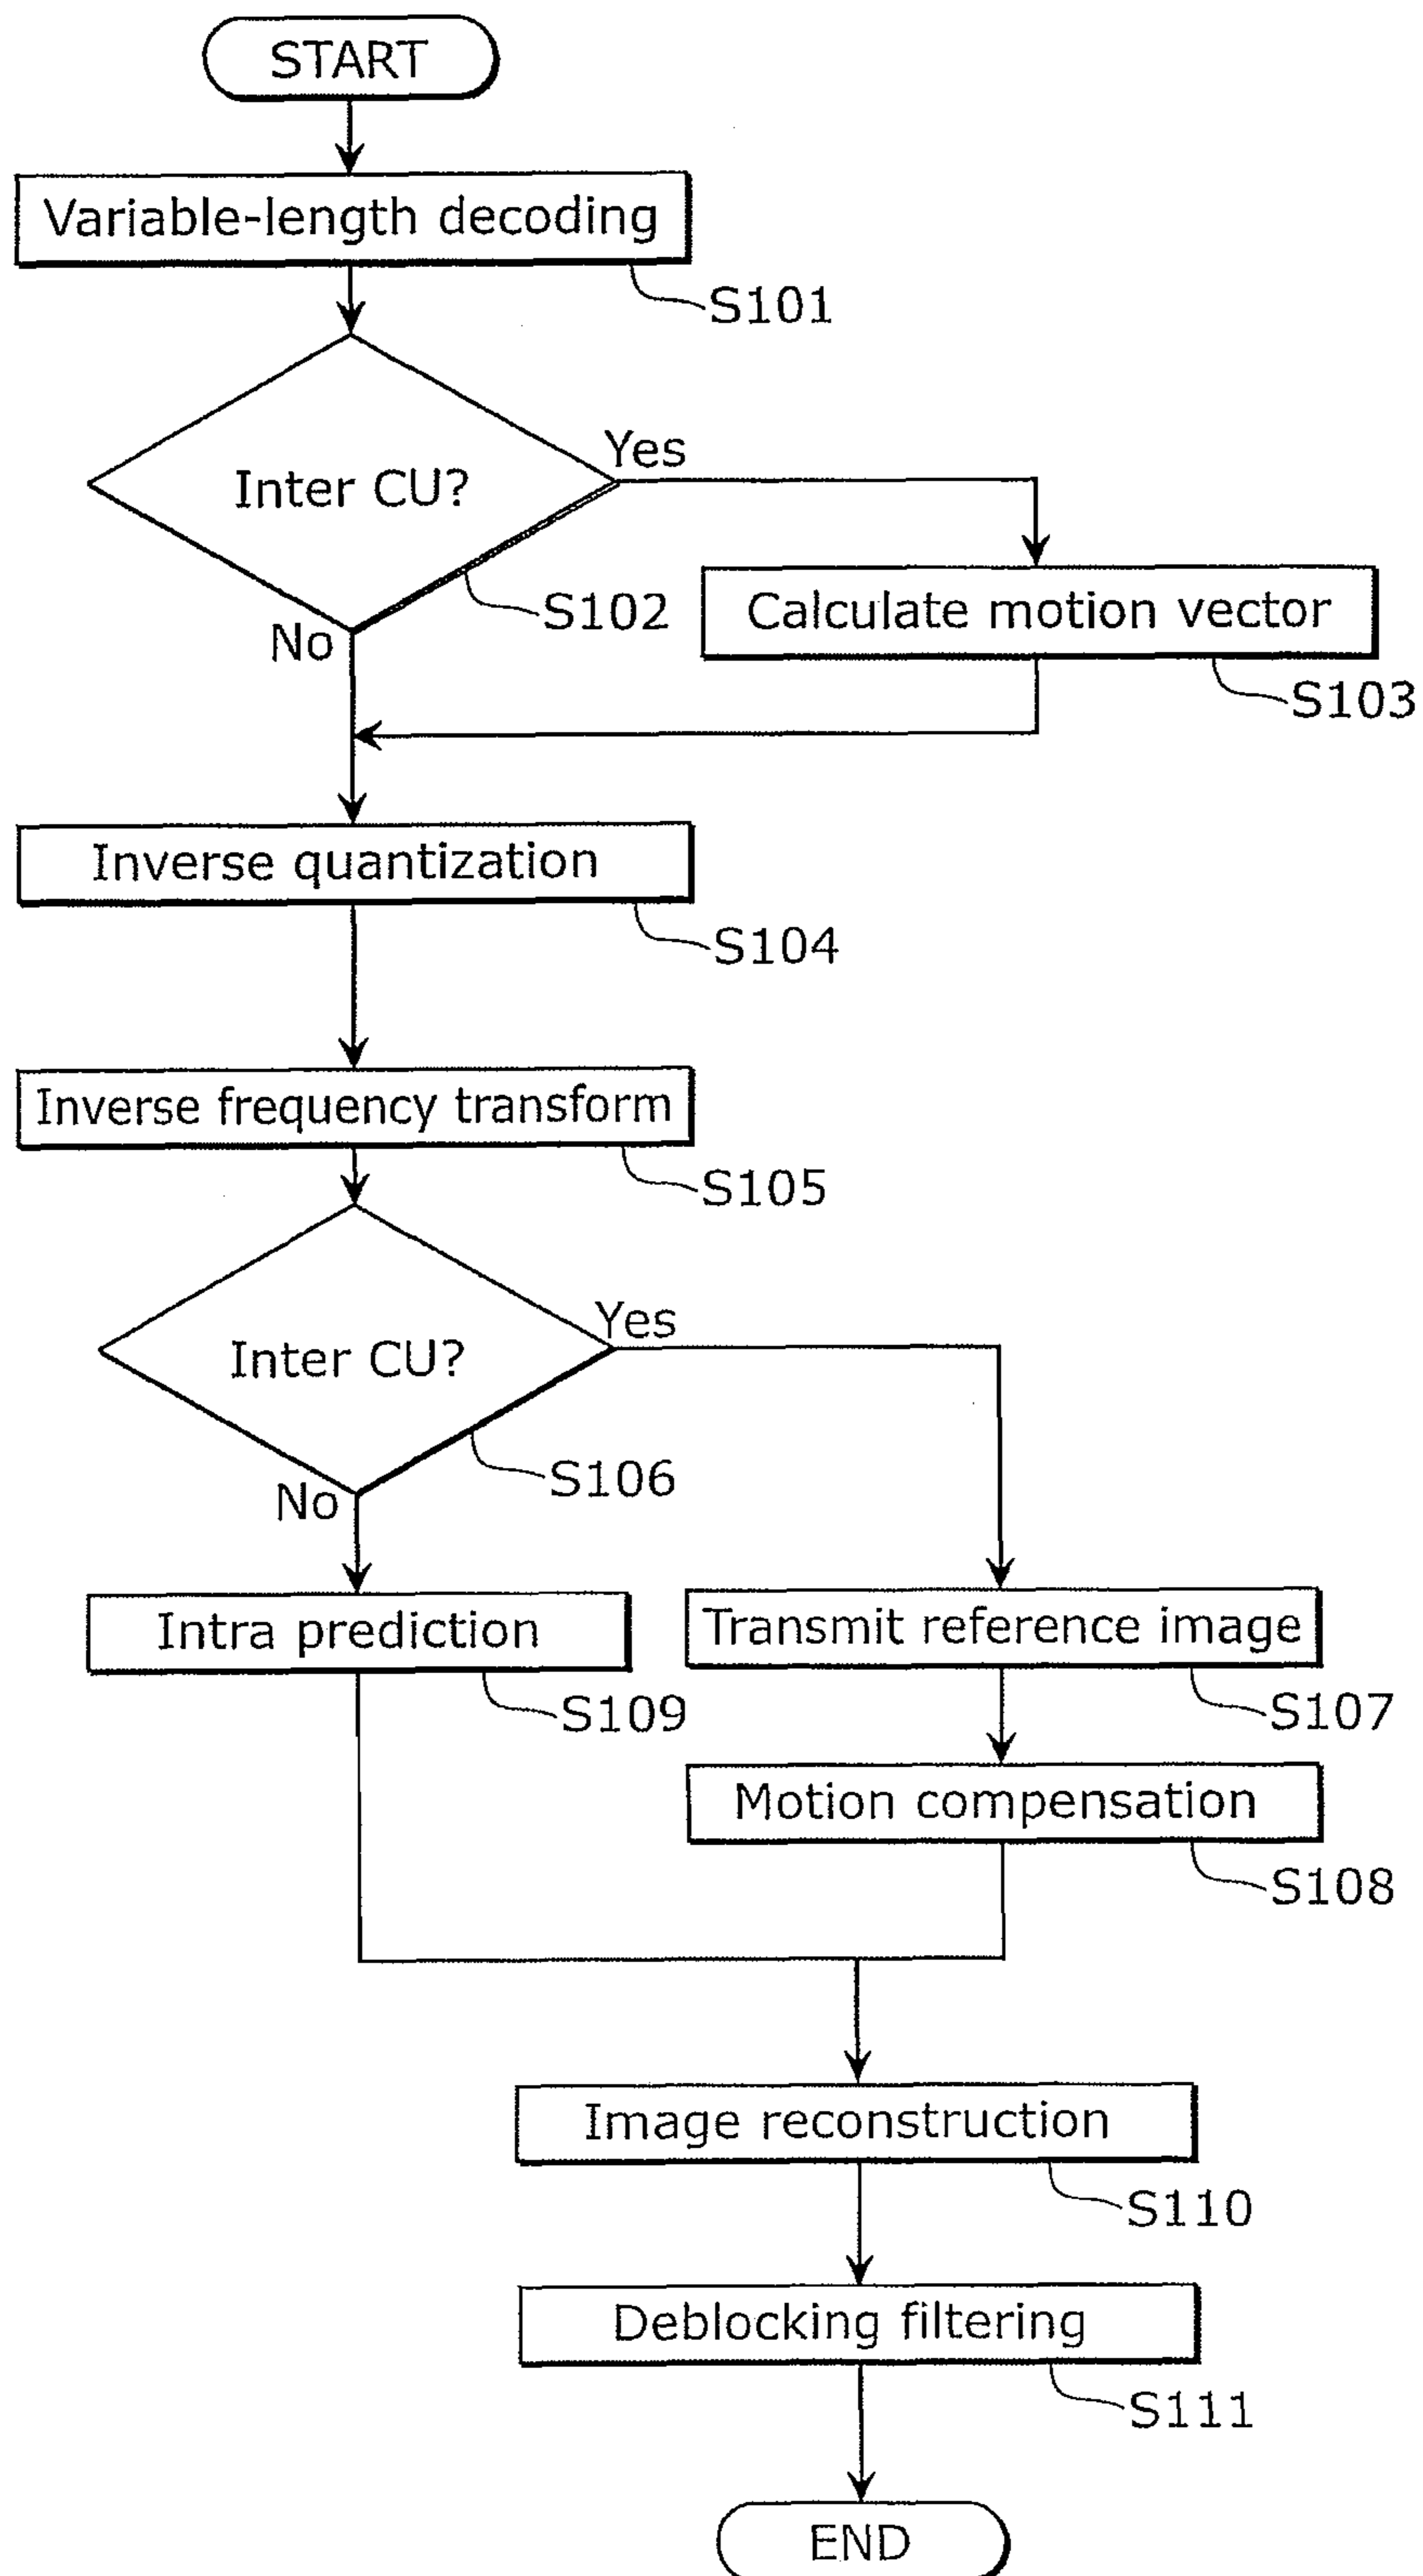 START
Variable-length decoding
S101
Inter CU?
Yes
S102
No
Calculate motion vector
S103
Inverse quantization
S104
Inverse frequency transform
S105
Inter CU?
Yes
S106
No
Intra prediction
S109
Transmit reference image
S107
Motion compensation
S108
Image reconstruction
S110
Deblocking filtering
S111
END